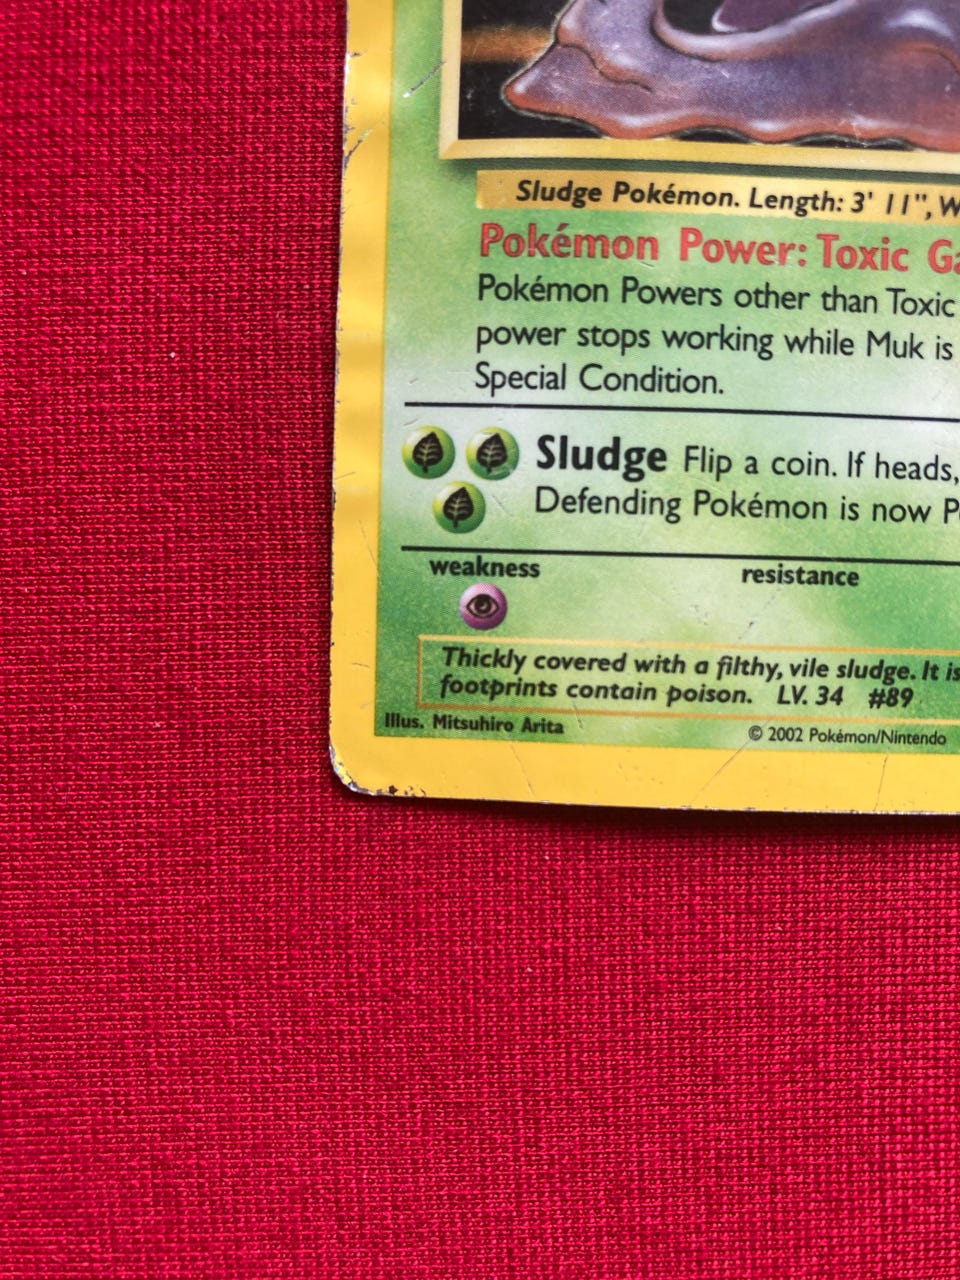 Sludge Pokémon. Length: 3' 11", W
Pokémon Power: Toxic Ga
Pokémon Powers other than Toxic
power stops working while Muk is
Special Condition.
Sludge Flip a coin. If heads,
Defending Pokémon is now P
weakness resistance
Thickly covered with a filthy, vile sludge. It is
footprints contain poison. LV. 34 #89
Illus. Mitsuhiro Arita © 2002 Pokémon/Nintendo